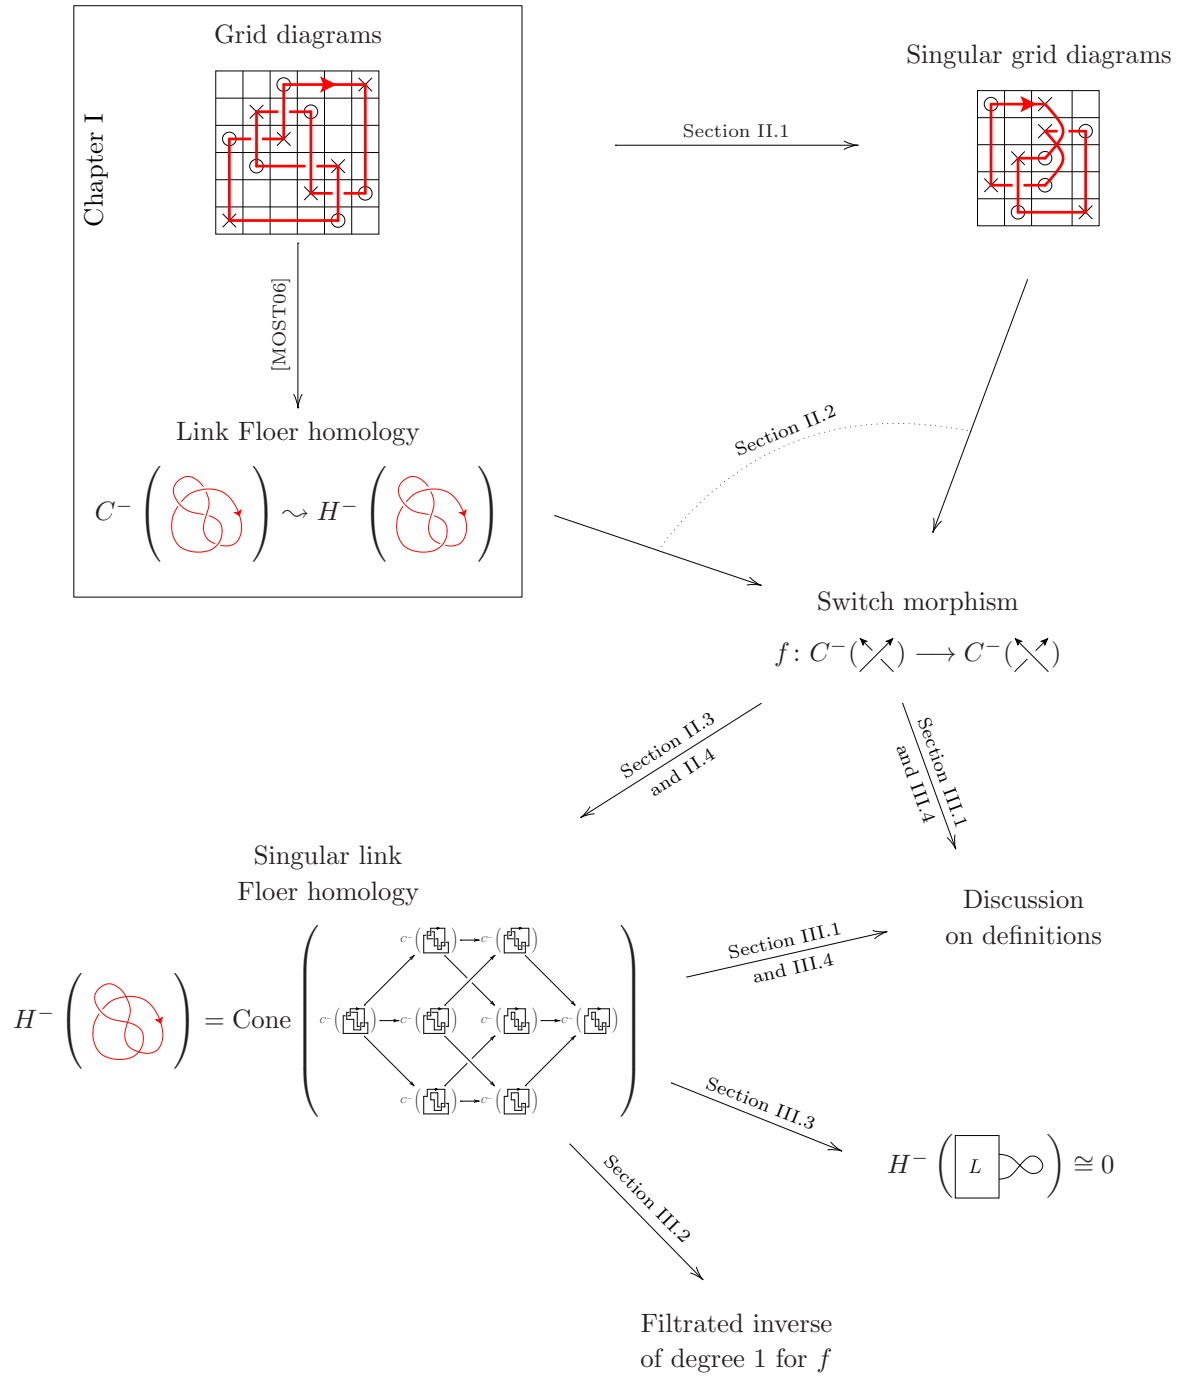 Grid diagrams
Singular grid diagrams
Chapter I
Section II.1
[MOST06]
Link Floer homology
Section II.2
C⁻ ( ) ⇝ H⁻ ( )
Switch morphism
f : C⁻( ) ⟶ C⁻( )
Section II.3
and II.4
Section III.1
and III.4
Singular link
Floer homology
Discussion
on definitions
Section III.1
and III.4
C⁻( ) → C⁻( )
H⁻ ( ) = Cone (
C⁻( ) → C⁻( ) C⁻( ) → C⁻( )
)
C⁻( ) → C⁻( )
Section III.3
H⁻ ( L ) ≅ 0
Section III.2
Filtrated inverse
of degree 1 for f